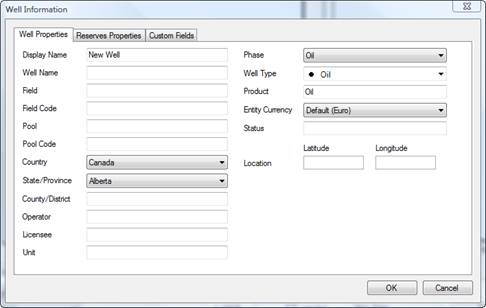 Well Information
Well Properties Reserves Properties Custom Fields
Display Name New Well
Well Name
Field
Field Code
Pool
Pool Code
Country Canada
State/Province Alberta
County/District
Operator
Licensee
Unit
Phase Oil
Well Type Oil
Product Oil
Entity Currency Default (Euro)
Status
Latitude Longitude
Location
OK Cancel